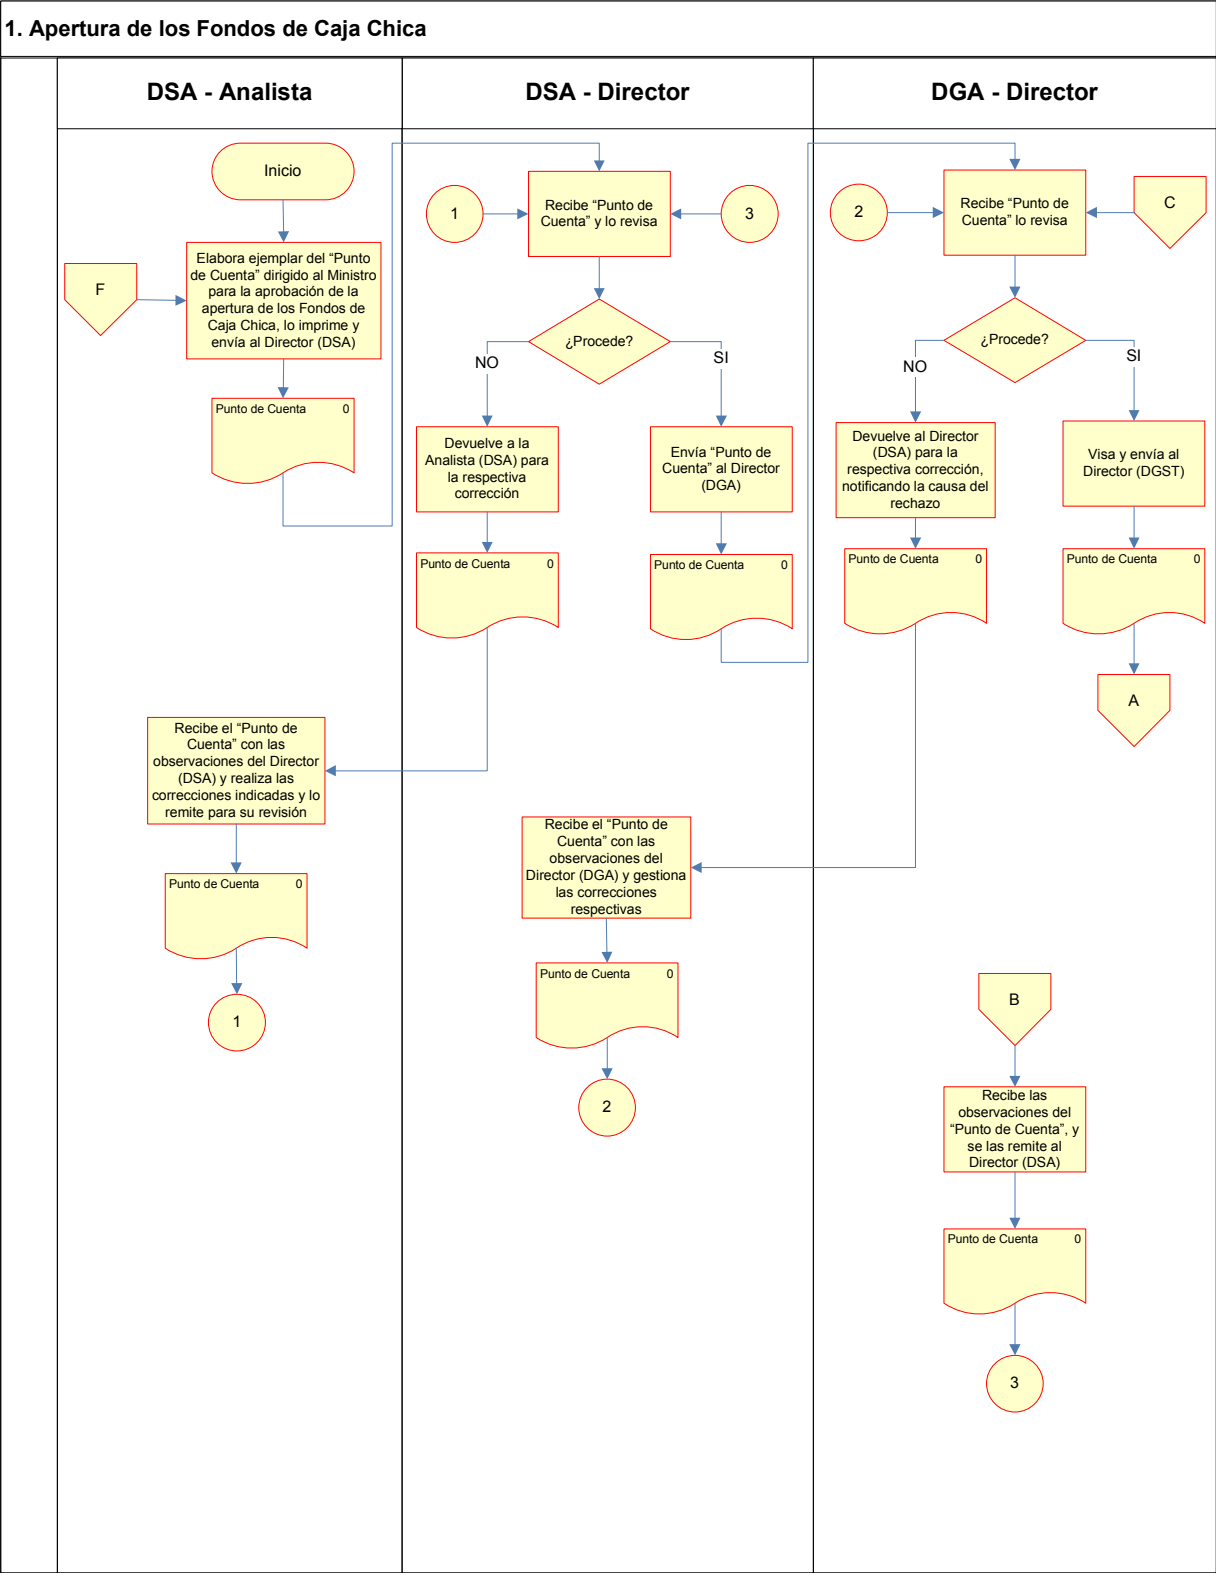 1. Apertura de los Fondos de Caja Chica
DSA - Analista
DSA - Director
DGA - Director
Inicio
F
Elabora ejemplar del “Punto
de Cuenta” dirigido al Ministro
para la aprobación de la
apertura de los Fondos de
Caja Chica, lo imprime y
envía al Director (DSA)
Punto de Cuenta 0
Recibe el “Punto de
Cuenta” con las
observaciones del Director
(DSA) y realiza las
correcciones indicadas y lo
remite para su revisión
Punto de Cuenta 0
1
1
Recibe “Punto de
Cuenta” y lo revisa
3
¿Procede?
NO
SI
Devuelve a la
Analista (DSA) para
la respectiva
corrección
Envía “Punto de
Cuenta” al Director
(DGA)
Punto de Cuenta 0
Punto de Cuenta 0
Recibe el “Punto de
Cuenta” con las
observaciones del
Director (DGA) y gestiona
las correcciones
respectivas
Punto de Cuenta 0
2
2
Recibe “Punto de
Cuenta” lo revisa
C
¿Procede?
NO
SI
Devuelve al Director
(DSA) para la
respectiva corrección,
notificando la causa del
rechazo
Visa y envía al
Director (DGST)
Punto de Cuenta 0
Punto de Cuenta 0
A
B
Recibe las
observaciones del
“Punto de Cuenta”, y
se las remite al
Director (DSA)
Punto de Cuenta 0
3